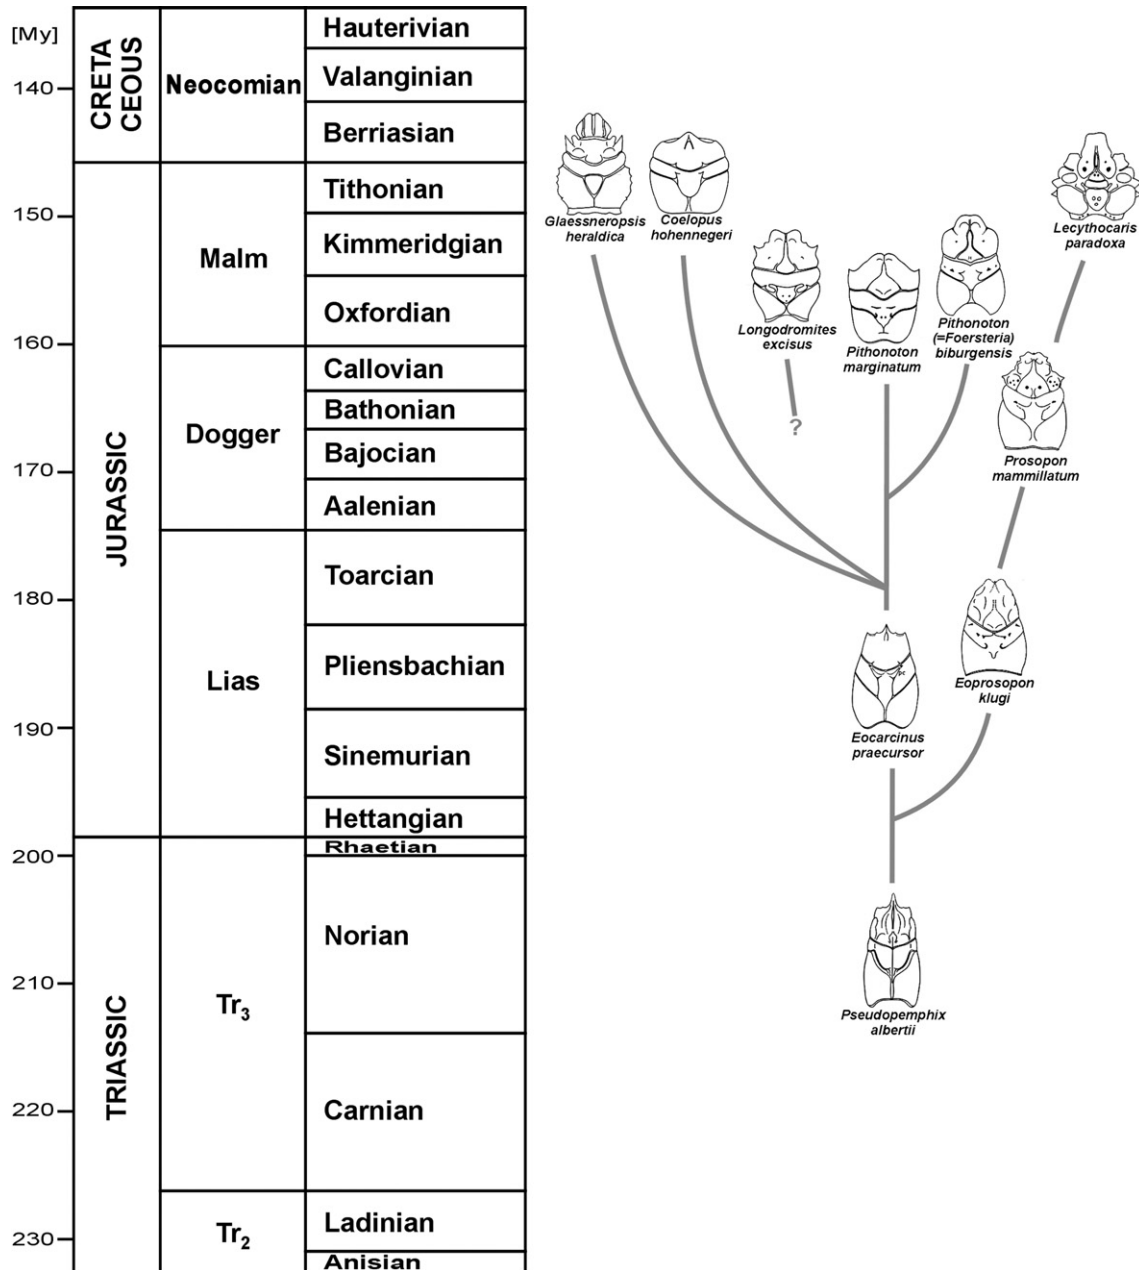 [My]
140
150
160
170
180
190
200
210
220
230
CRETA
CEOUS
JURASSIC
TRIASSIC
Neocomian
Malm
Dogger
Lias
Tr3
Tr2
Hauterivian
Valanginian
Berriasian
Tithonian
Kimmeridgian
Oxfordian
Callovian
Bathonian
Bajocian
Aalenian
Toarcian
Pliensbachian
Sinemurian
Hettangian
Rhaetian
Norian
Carnian
Ladinian
Anisian
Glaessneropsis
heraldica
Coelopus
hohennegeri
Lecythocaris
paradoxa
Longodromites
excisus
Pithonoton
marginatum
Pithonoton
(=Foersteria)
biburgensis
?
Prosopon
mammillatum
Eoprosopon
klugi
Eocarcinus
praecursor
Pseudopemphix
albertii